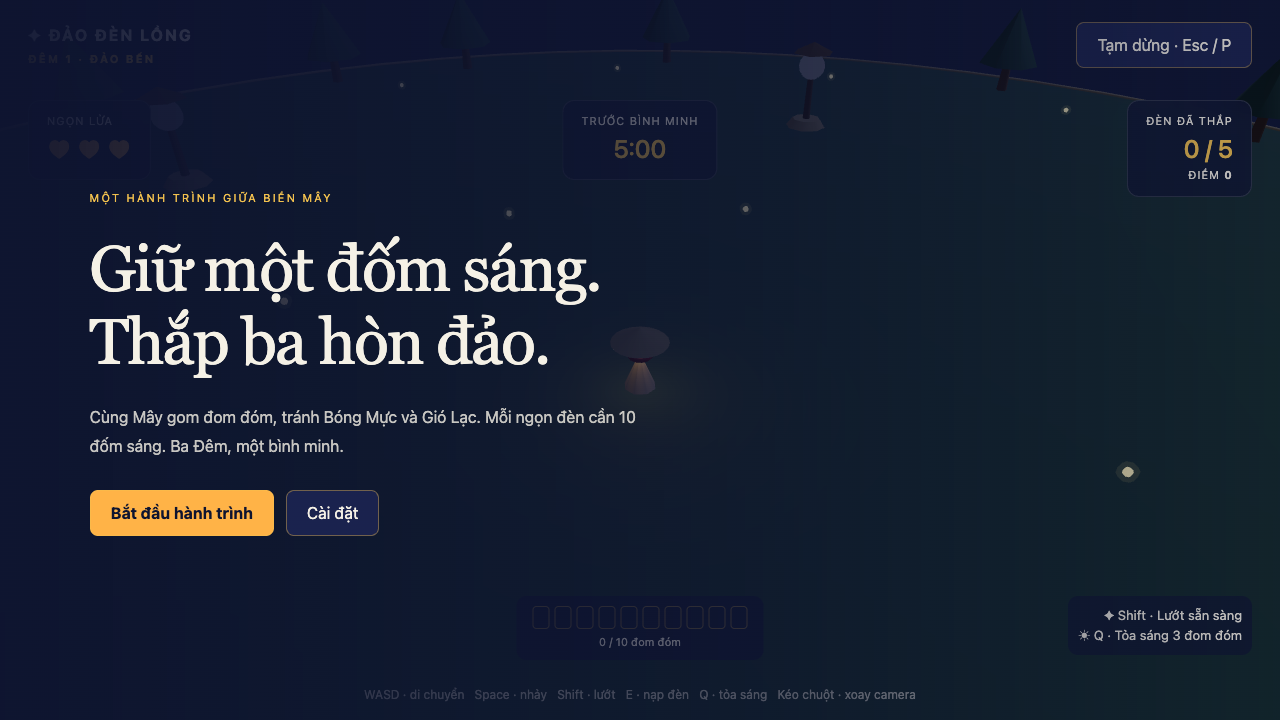 ✦ ĐẢO ĐÈN LỒNG
ĐÊM 1 · ĐẢO BẾN
Tạm dừng · Esc / P
NGỌN LỬA
TRƯỚC BÌNH MINH
5:00
ĐÈN ĐÃ THẮP
0 / 5
ĐIỂM 0
MỘT HÀNH TRÌNH GIỮA BIỂN MÂY
Giữ một đốm sáng.
Thắp ba hòn đảo.
Cùng Mây gom đom đóm, tránh Bóng Mực và Gió Lạc. Mỗi ngọn đèn cần 10
đốm sáng. Ba Đêm, một bình minh.
Bắt đầu hành trình
Cài đặt
0 / 10 đom đóm
✦ Shift · Lướt sẵn sàng
☀ Q · Tỏa sáng 3 đom đóm
WASD · di chuyển Space · nhảy Shift · lướt E · nạp đèn Q · tỏa sáng Kéo chuột · xoay camera